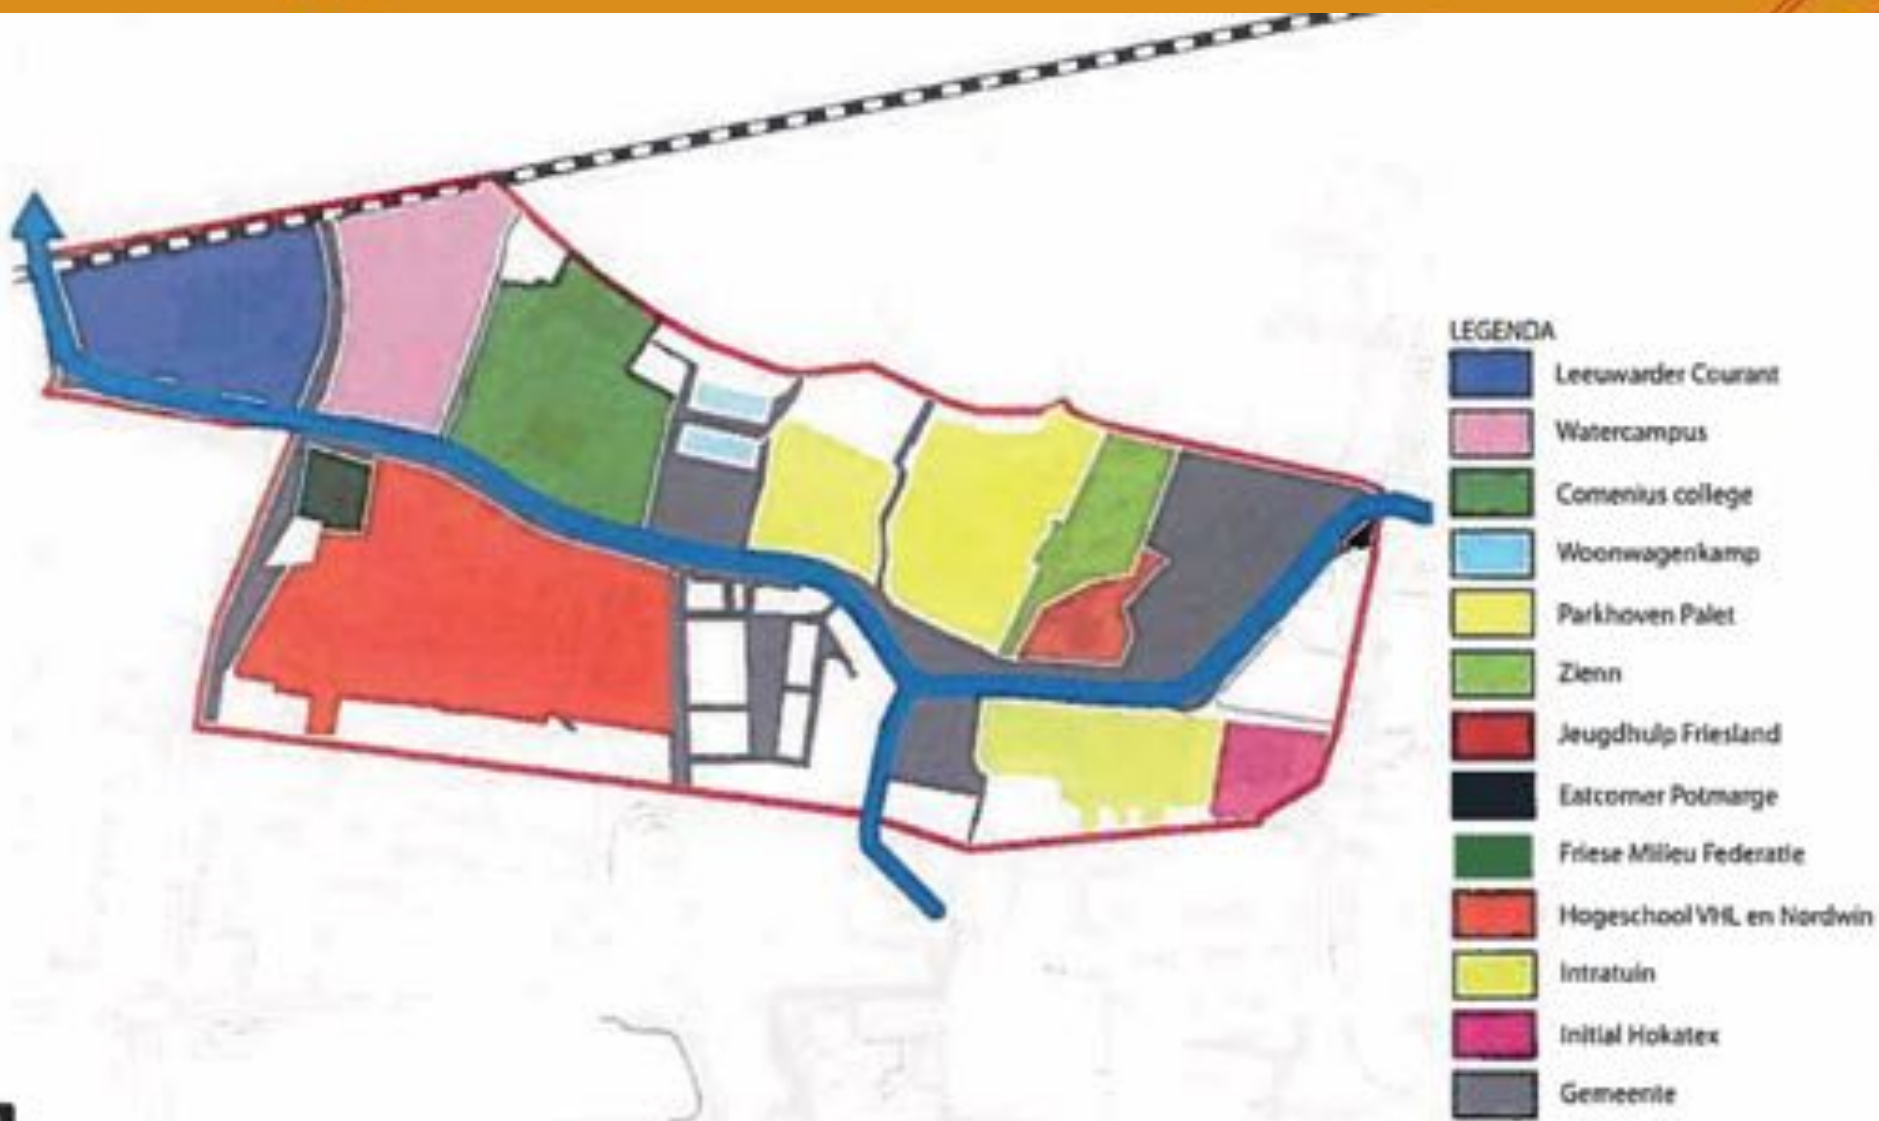 LEGENDA
Leeuwarder Courant
Watercampus
Comenius college
Woonwagenkamp
Parkhoven Palet
Zienn
Jeugdhulp Friesland
Eatcorner Potmarge
Friese Milieu Federatie
Hogeschool VHL en Nordwin
Intratuin
Initial Hokatex
Gemeente